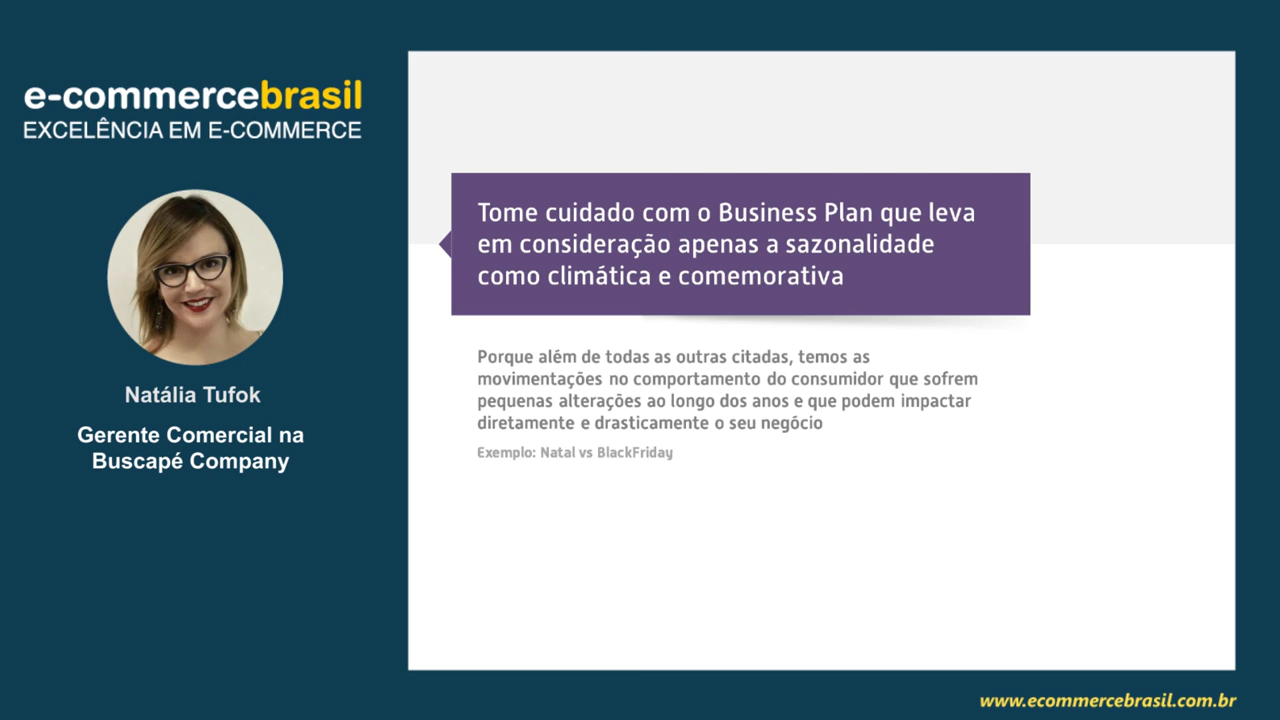 e-commercebrasil
EXCELÊNCIA EM E-COMMERCE
Natália Tufok
Gerente Comercial na
Buscapé Company
Tome cuidado com o Business Plan que leva
em consideração apenas a sazonalidade
como climática e comemorativa
Porque além de todas as outras citadas, temos as
movimentações no comportamento do consumidor que sofrem
pequenas alterações ao longo dos anos e que podem impactar
diretamente e drasticamente o seu negócio
Exemplo: Natal vs BlackFriday
www.ecommercebrasil.com.br